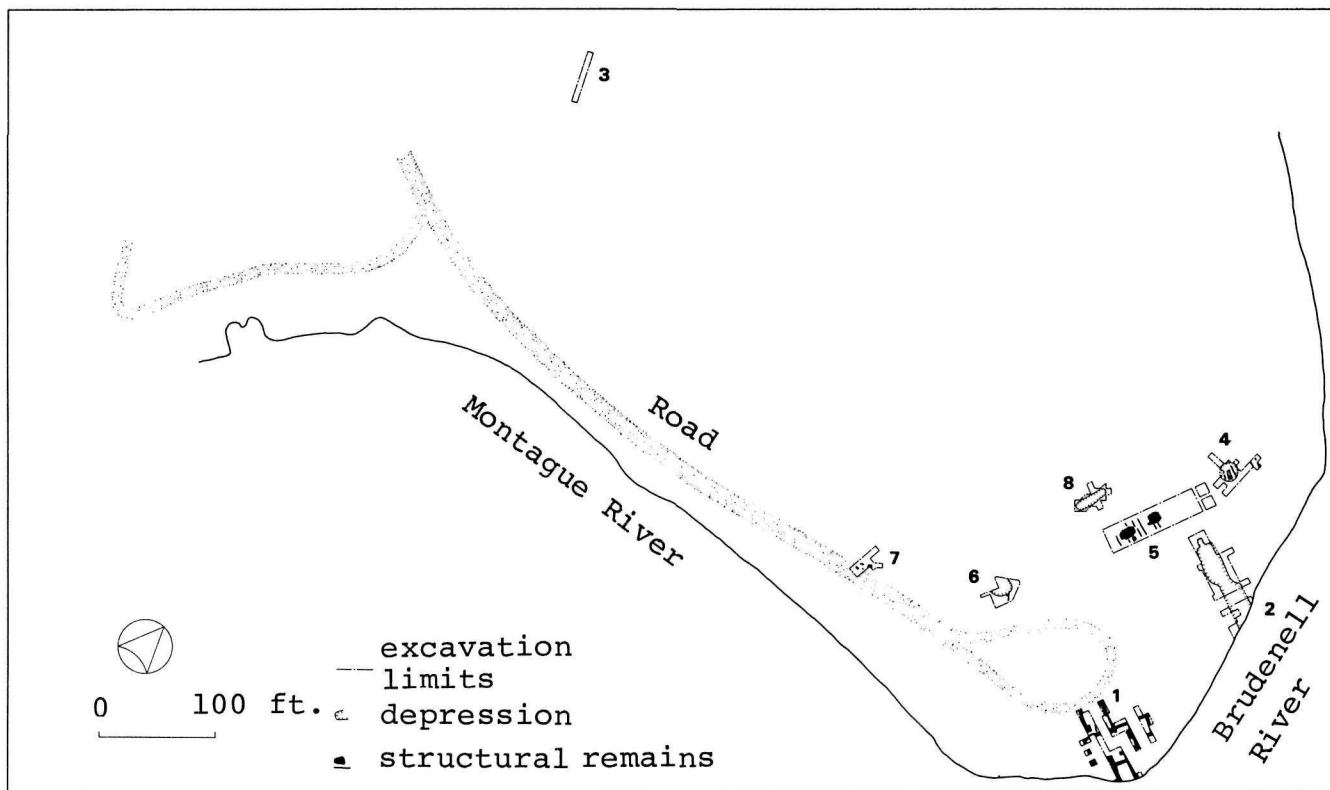 3
Road
Montague River
4
8
5
7
6
2
Brudenell
River
1
excavation
limits
0 100 ft.
depression
structural remains